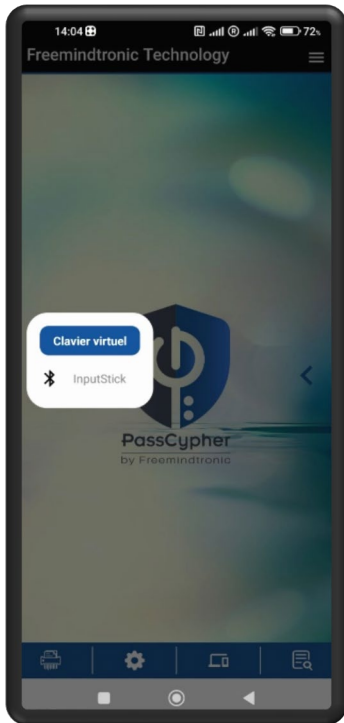 14:04 72%
Freemindtronic Technology
Clavier virtuel
InputStick
PassCypher
by Freemindtronic